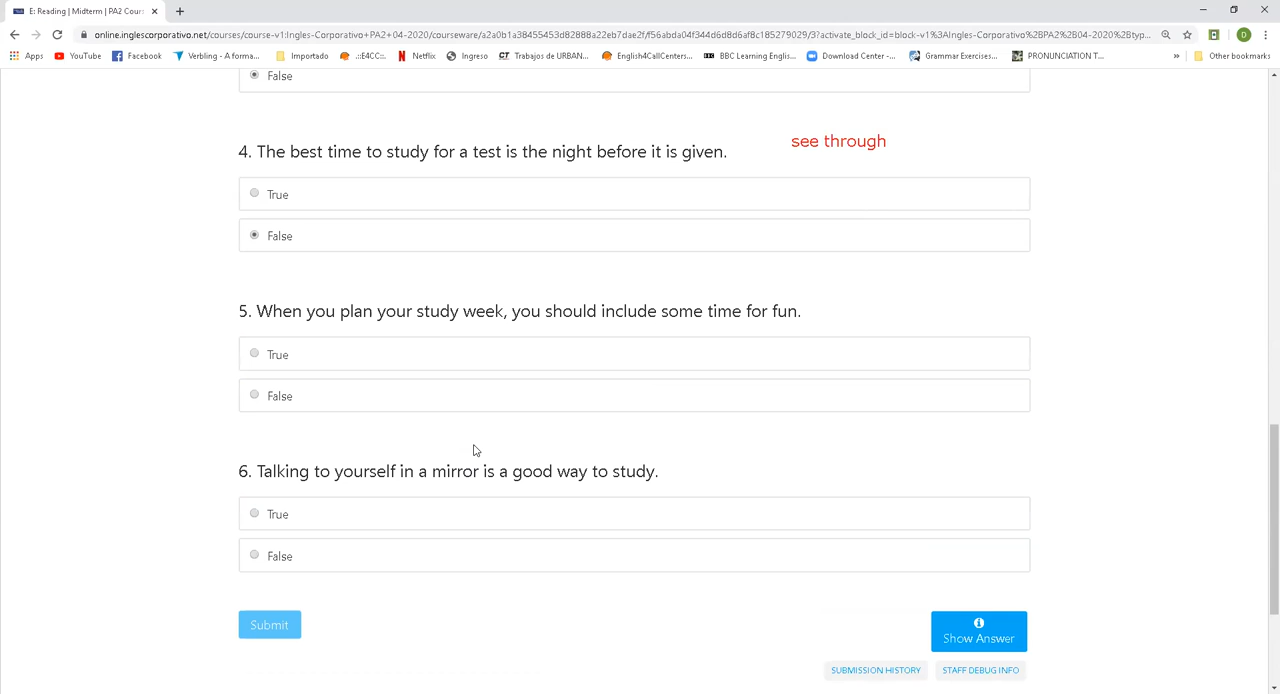 E: Reading | Midterm | PA2 Cours
online.inglescorporativo.net/courses/course-v1:Ingles-Corporativo+PA2+04-2020/courseware/a2a0b1a38455453d82888a22eb7dae2f/f56abda04f344d6d8d6af8c185279029/3?activate_block_id=block-v1%3AIngles-Corporativo%2BPA2%2B04-2020%2Btyp...
D
Apps YouTube Facebook Verbling - A forma... Importado .::E4CC::. Netflix Ingreso CT Trabajos de URBAN... English4CallCenters... BBC BBC Learning Englis... Download Center -... Grammar Exercises... PRONUNCIATION T... » Other bookmarks
False
see through
4. The best time to study for a test is the night before it is given.
True
False
5. When you plan your study week, you should include some time for fun.
True
False
6. Talking to yourself in a mirror is a good way to study.
True
False
Submit
Show Answer
SUBMISSION HISTORY STAFF DEBUG INFO